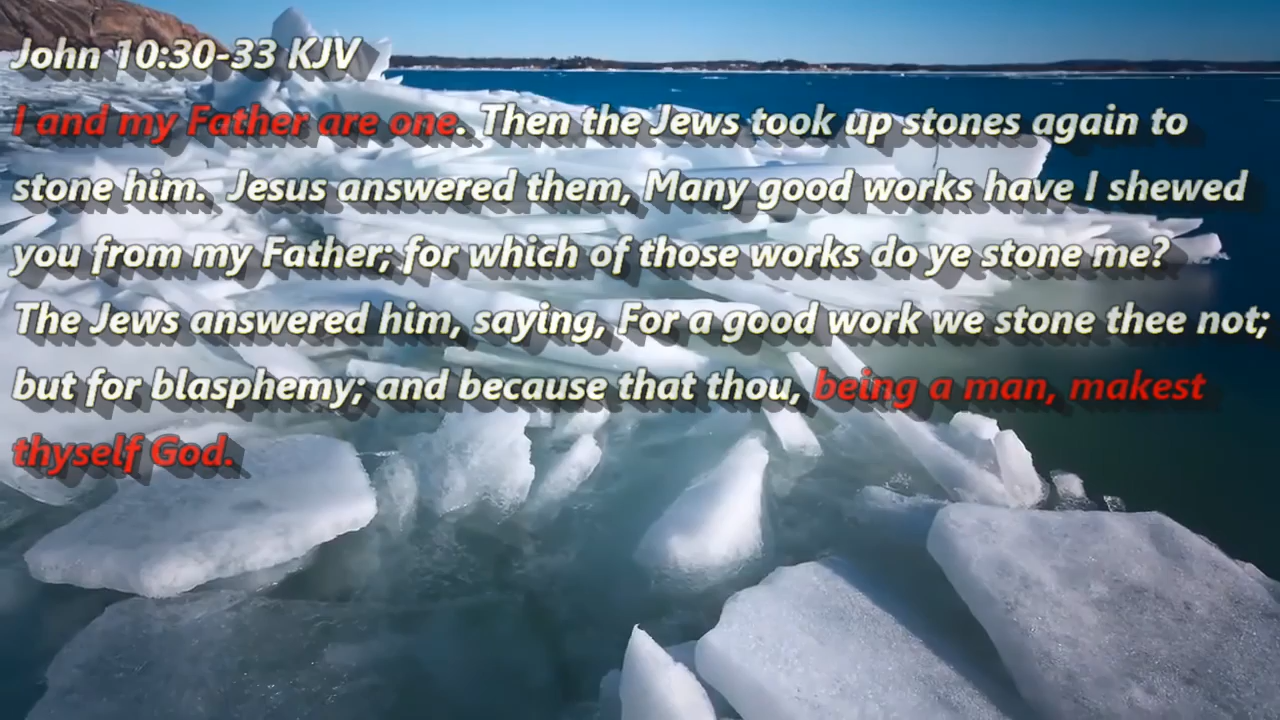 John 10:30-33 KJV
I and my Father are one. Then the Jews took up stones again to
stone him. Jesus answered them, Many good works have I shewed
you from my Father; for which of those works do ye stone me?
The Jews answered him, saying, For a good work we stone thee not;
but for blasphemy; and because that thou, being a man, makest
thyself God.